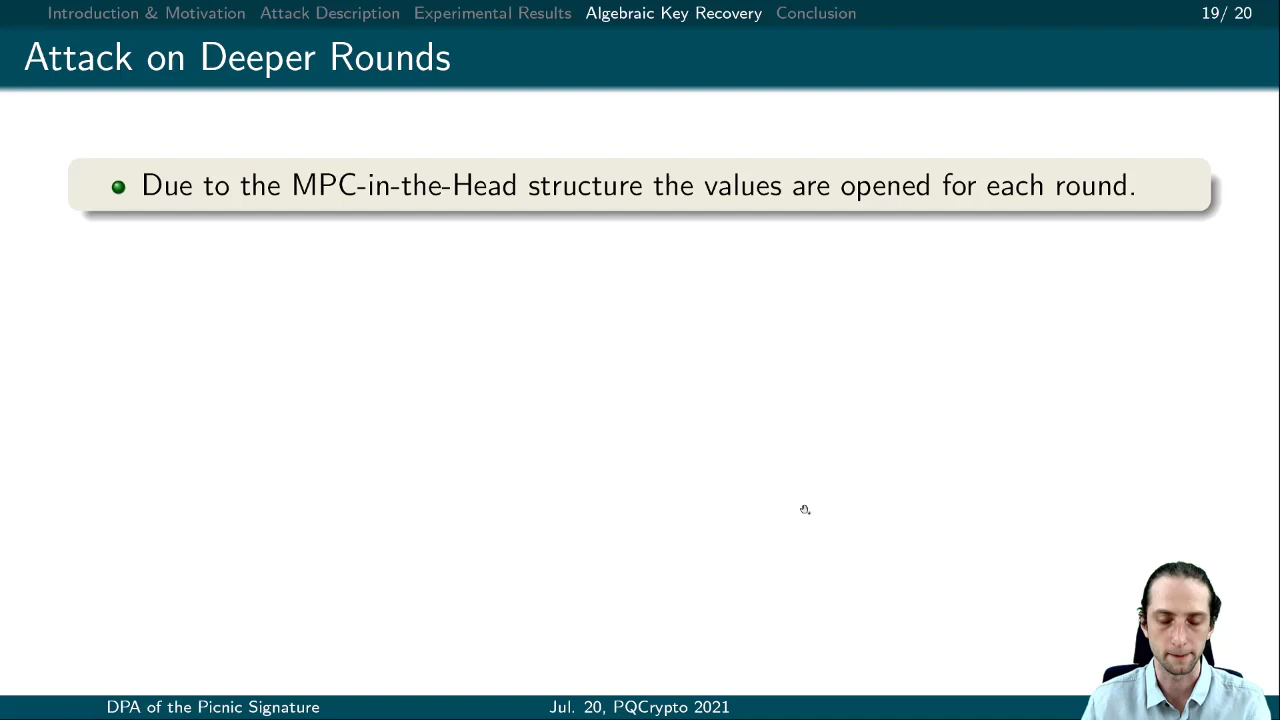 Introduction & Motivation Attack Description Experimental Results Algebraic Key Recovery Conclusion 19/ 20
Attack on Deeper Rounds
Due to the MPC-in-the-Head structure the values are opened for each round.
DPA of the Picnic Signature Jul. 20, PQCrypto 2021